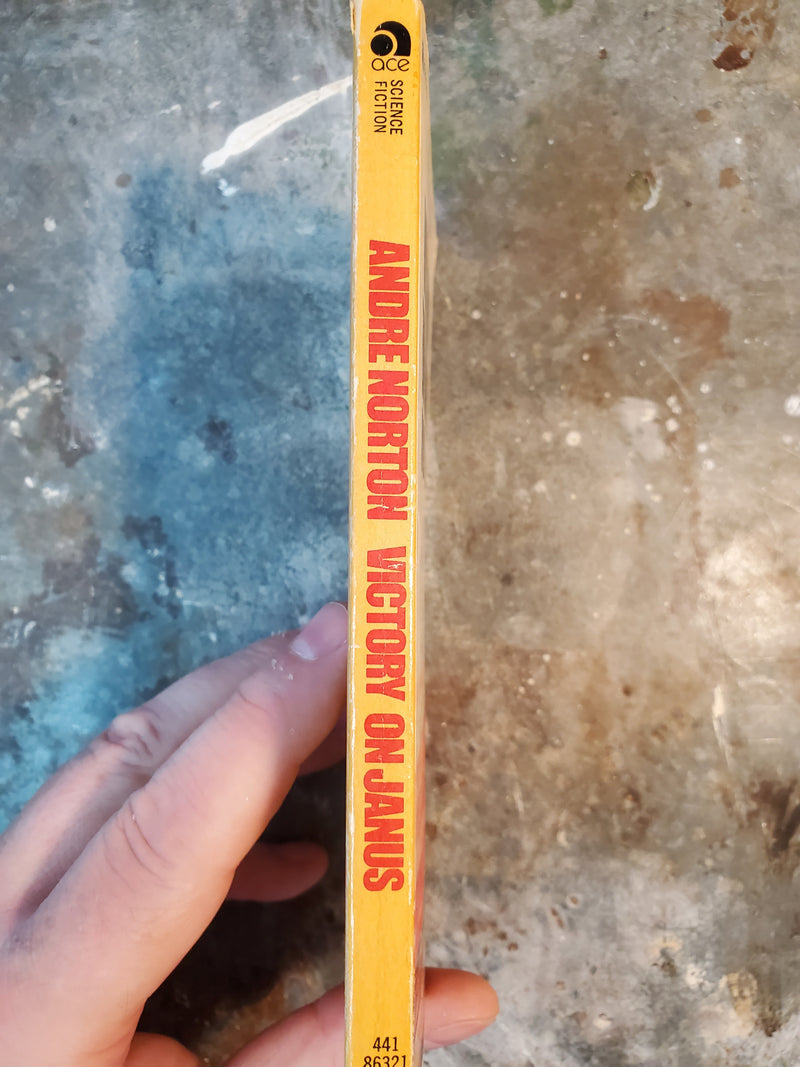 ace
SCIENCE
FICTION
ANDRE NORTON VICTORY ON JANUS
441
86321